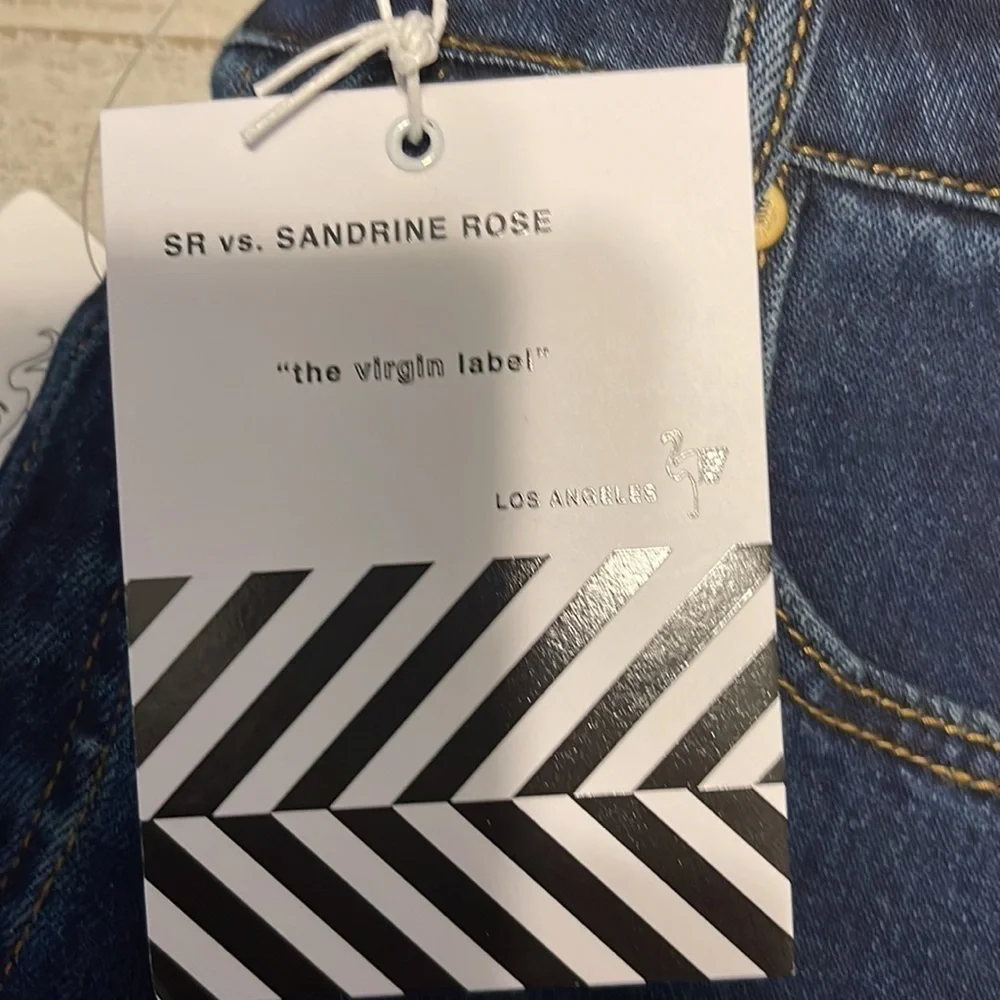 SR vs. SANDRINE ROSE
“the virgin label”
LOS ANGELES